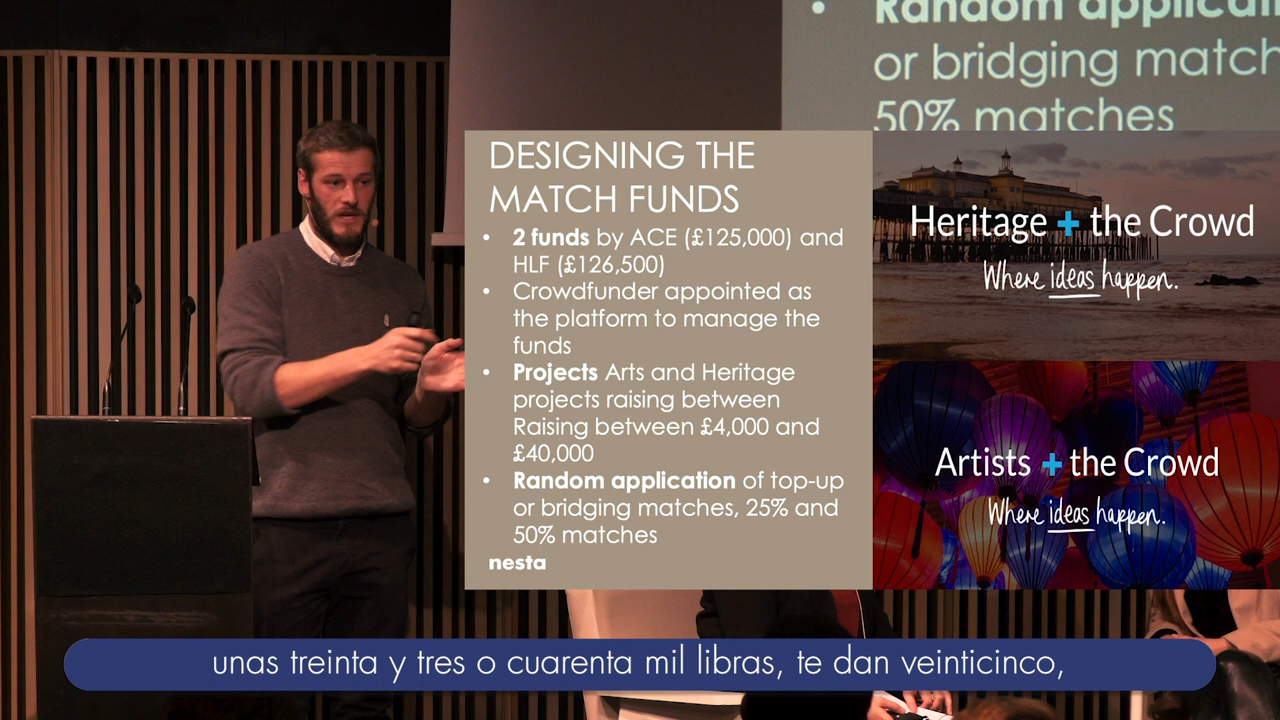 Random applicati
or bridging match
50% matches
DESIGNING THE
MATCH FUNDS
• 2 funds by ACE (£125,000) and
HLF (£126,500)
• Crowdfunder appointed as
the platform to manage the
funds
• Projects Arts and Heritage
projects raising between
Raising between £4,000 and
£40,000
• Random application of top-up
or bridging matches, 25% and
50% matches
nesta
Heritage + the Crowd
Where ideas happen.
Artists + the Crowd
Where ideas happen.
unas treinta y tres o cuarenta mil libras, te dan veinticinco,